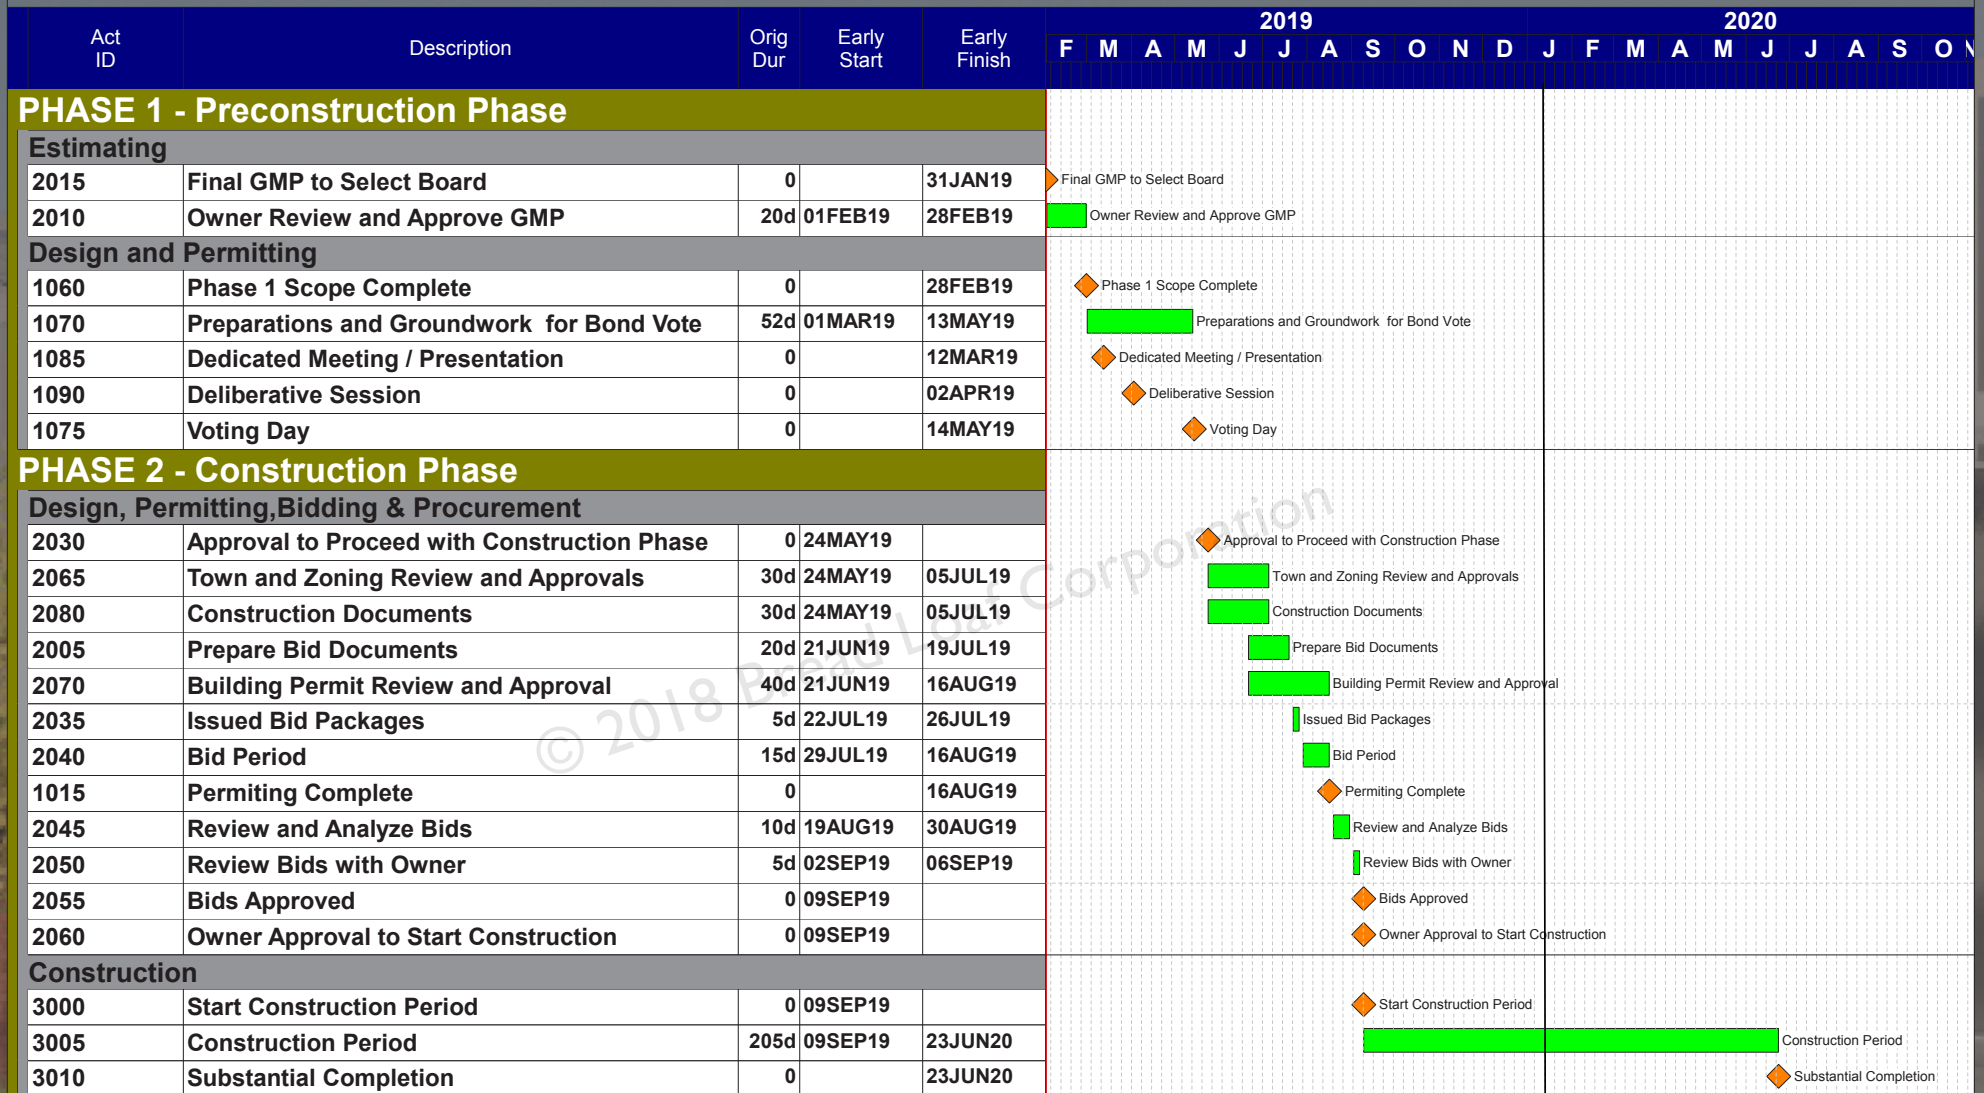 2019 2020
Act ID Description Orig Dur Early Start Early Finish F M A M J J A S O N D J F M A M J J A S O N
PHASE 1 - Preconstruction Phase
Estimating
2015 Final GMP to Select Board 0 31JAN19 Final GMP to Select Board
2010 Owner Review and Approve GMP 20d 01FEB19 28FEB19 Owner Review and Approve GMP
Design and Permitting
1060 Phase 1 Scope Complete 0 28FEB19 Phase 1 Scope Complete
1070 Preparations and Groundwork for Bond Vote 52d 01MAR19 13MAY19 Preparations and Groundwork for Bond Vote
1085 Dedicated Meeting / Presentation 0 12MAR19 Dedicated Meeting / Presentation
1090 Deliberative Session 0 02APR19 Deliberative Session
1075 Voting Day 0 14MAY19 Voting Day
PHASE 2 - Construction Phase
Design, Permitting,Bidding & Procurement
2030 Approval to Proceed with Construction Phase 0 24MAY19 Approval to Proceed with Construction Phase
2065 Town and Zoning Review and Approvals 30d 24MAY19 05JUL19 Town and Zoning Review and Approvals
2080 Construction Documents 30d 24MAY19 05JUL19 Construction Documents
2005 Prepare Bid Documents 20d 21JUN19 19JUL19 Prepare Bid Documents
2070 Building Permit Review and Approval 40d 21JUN19 16AUG19 Building Permit Review and Approval
2035 Issued Bid Packages 5d 22JUL19 26JUL19 Issued Bid Packages
2040 Bid Period 15d 29JUL19 16AUG19 Bid Period
1015 Permiting Complete 0 16AUG19 Permiting Complete
2045 Review and Analyze Bids 10d 19AUG19 30AUG19 Review and Analyze Bids
2050 Review Bids with Owner 5d 02SEP19 06SEP19 Review Bids with Owner
2055 Bids Approved 0 09SEP19 Bids Approved
2060 Owner Approval to Start Construction 0 09SEP19 Owner Approval to Start Construction
Construction
3000 Start Construction Period 0 09SEP19 Start Construction Period
3005 Construction Period 205d 09SEP19 23JUN20 Construction Period
3010 Substantial Completion 0 23JUN20 Substantial Completion
© 2018 Bread Loaf Corporation